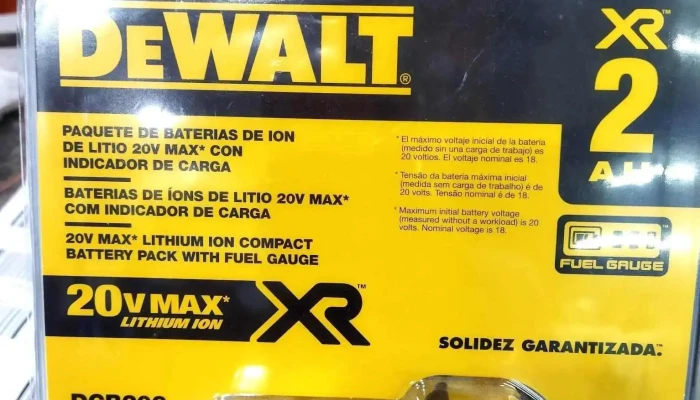 DEWALT®
XR™
2
PAQUETE DE BATERIAS DE ION
DE LITIO 20V MAX* CON
INDICADOR DE CARGA
BATERIAS DE ÍONS DE LITIO 20V MAX*
COM INDICADOR DE CARGA
20V MAX* LITHIUM ION COMPACT
BATTERY PACK WITH FUEL GAUGE
* El máximo voltaje inicial de la batería
(medido sin una carga de trabajo) es
20 voltios. El voltaje nominal es 18.
* Tensão da bateria máxima inicial
(medida sem carga de trabalho) é de
20 volts. Tensão nominal é de 18.
* Maximum initial battery voltage
(measured without a workload) is 20
volts. Nominal voltage is 18.
FUEL GAUGE
20V MAX* XR™
LITHIUM ION
SOLIDEZ GARANTIZADA.™